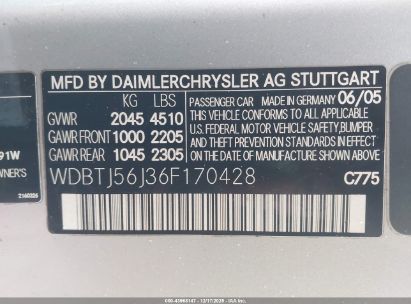 MFD BY DAIMLERCHRYSLER AG STUTTGART
KG LBS
GVWR 2045 4510
GAWR FRONT 1000 2205
GAWR REAR 1045 2305
PASSENGER CAR MADE IN GERMANY 06/05
THIS VEHICLE CONFORMS TO ALL APPLICABLE
U.S. FEDERAL MOTOR VEHICLE SAFETY, BUMPER,
AND THEFT PREVENTION STANDARDS IN EFFECT
ON THE DATE OF MANUFACTURE SHOWN ABOVE.
WDBTJ56J36F170428
C775
91W
WNER'S